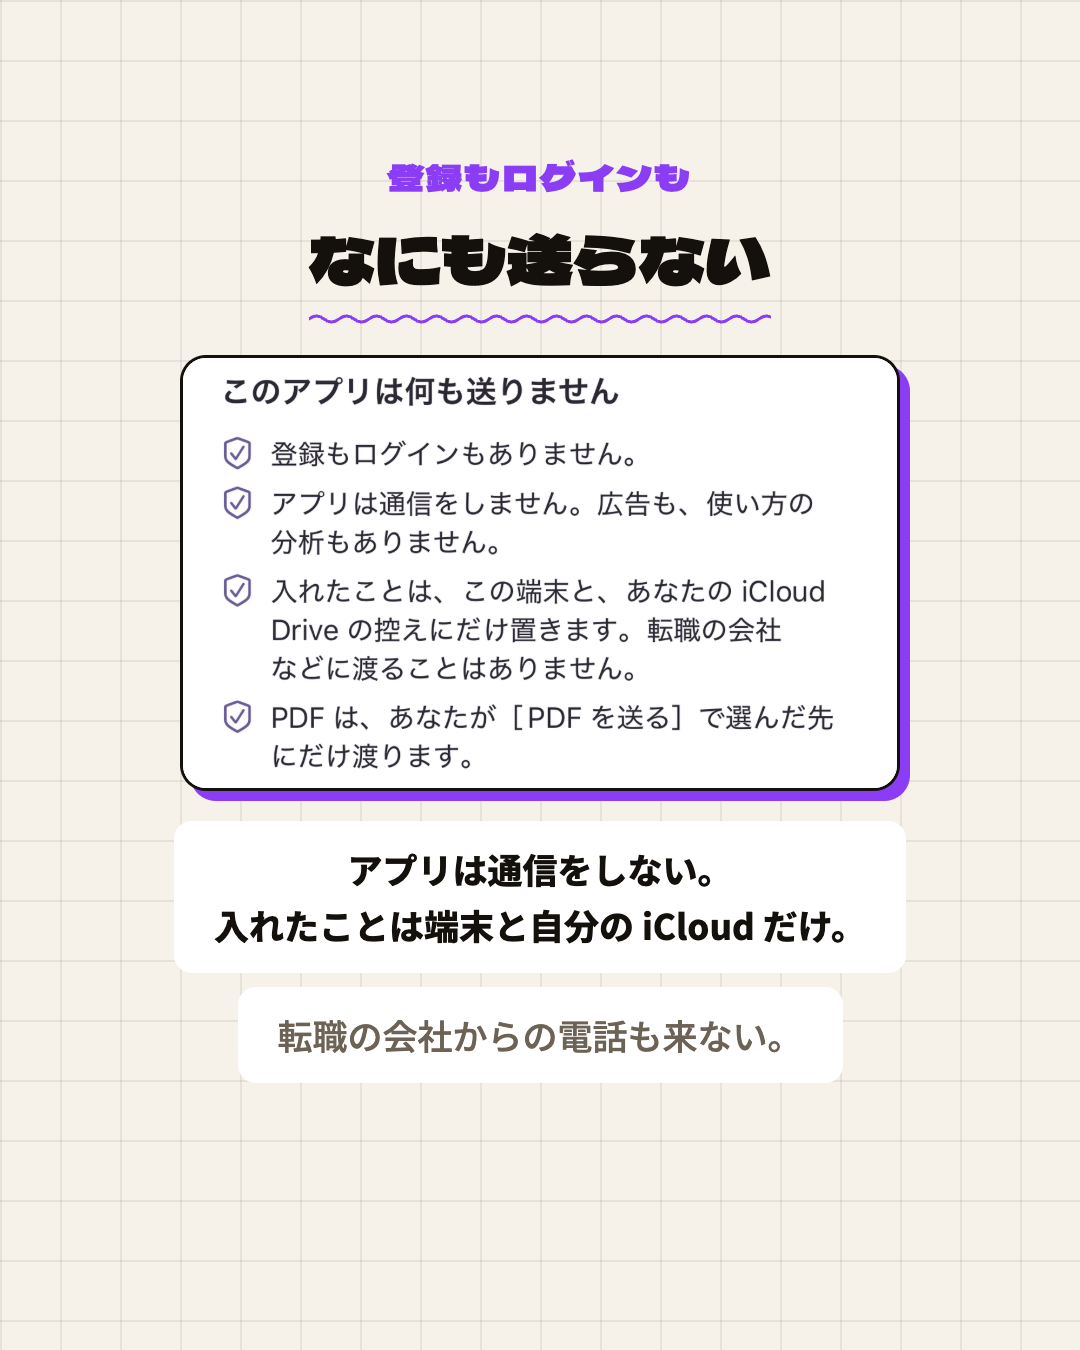 登録もログインも
なにも送らない
このアプリは何も送りません
登録もログインもありません。
アプリは通信をしません。広告も、使い方の
分析もありません。
入れたことは、この端末と、あなたの iCloud
Drive の控えにだけ置きます。転職の会社
などに渡ることはありません。
PDF は、あなたが［PDF を送る］で選んだ先
にだけ渡ります。
アプリは通信をしない。
入れたことは端末と自分の iCloud だけ。
転職の会社からの電話も来ない。